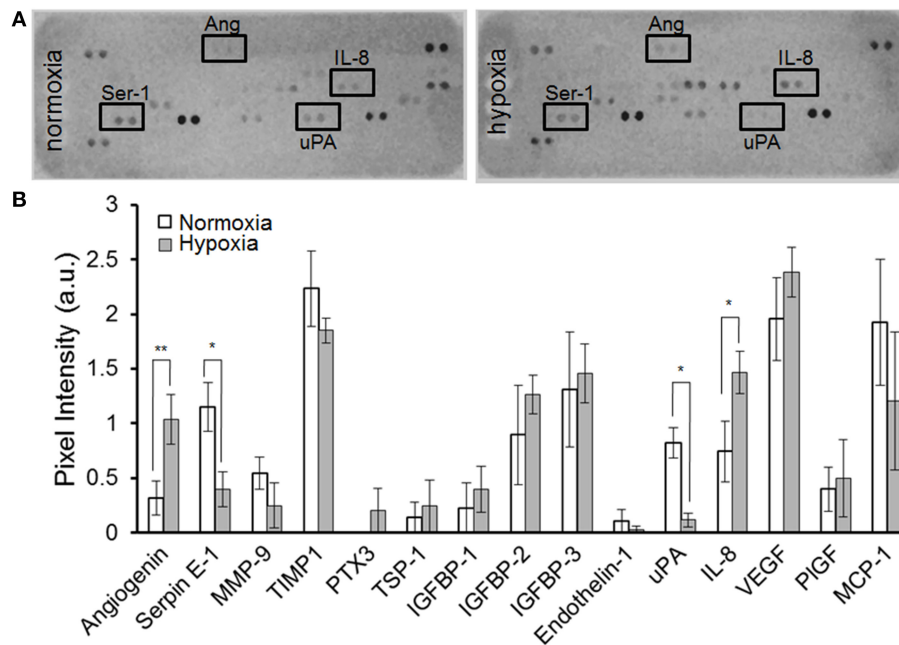 A
normoxia
Ang
IL-8
Ser-1
uPA
hypoxia
Ang
IL-8
Ser-1
uPA
B
Pixel Intensity (a.u.)
3
2.5
2
1.5
1
0.5
0
Normoxia
Hypoxia
**
*
*
*
Angiogenin
Serpin E-1
MMP-9
TIMP1
PTX3
TSP-1
IGFBP-1
IGFBP-2
IGFBP-3
Endothelin-1
uPA
IL-8
VEGF
PlGF
MCP-1